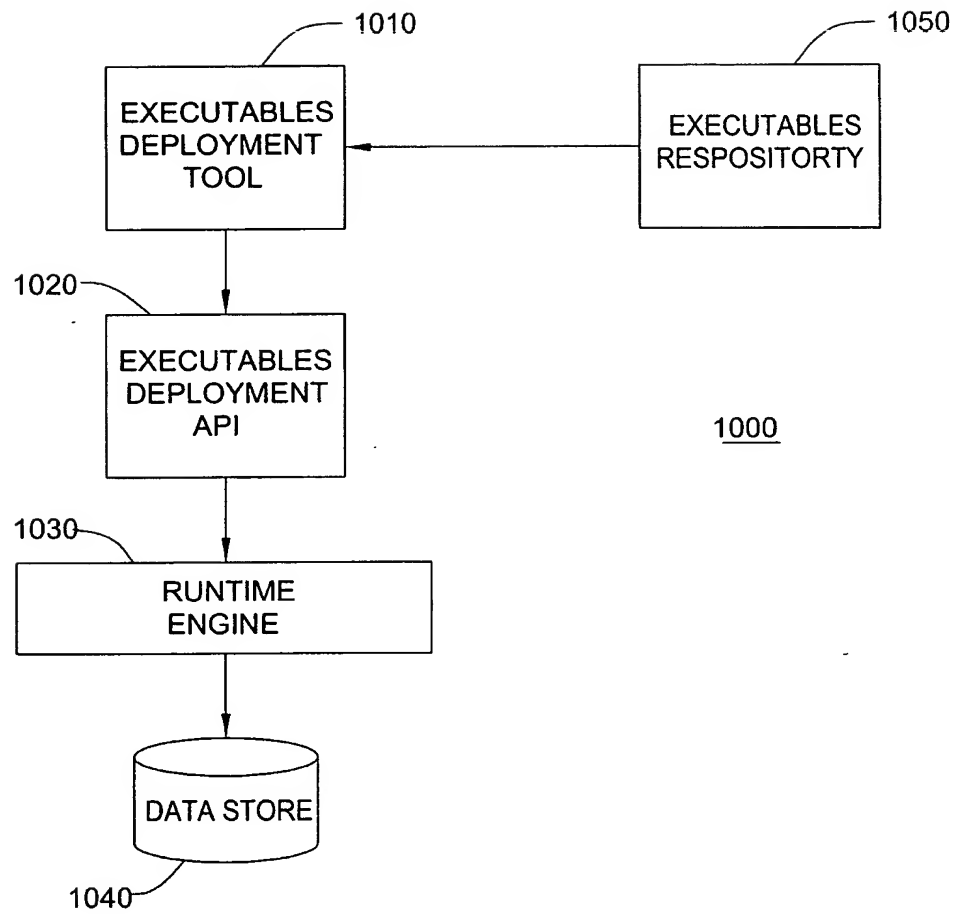 1010
1050
EXECUTABLES
DEPLOYMENT
TOOL
EXECUTABLES
RESPOSITORTY
1020
EXECUTABLES
DEPLOYMENT
API
1000
1030
RUNTIME
ENGINE
DATA STORE
1040